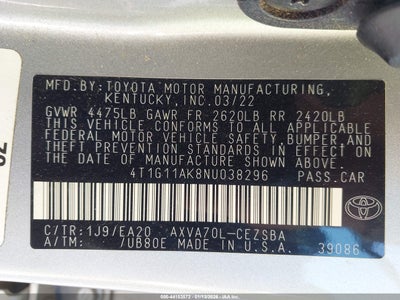 MFD.BY:TOYOTA MOTOR MANUFACTURING,
KENTUCKY,INC.03/22
GVWR 4475LB GAWR FR 2620LB RR 2420LB
THIS VEHICLE CONFORMS TO ALL APPLICABLE
FEDERAL MOTOR VEHICLE SAFETY, BUMPER, AND
THEFT PREVENTION STANDARDS IN EFFECT ON
THE DATE OF MANUFACTURE SHOWN ABOVE.
4T1G11AK8NU038296 PASS.CAR
C/TR:1J9/EA20 AXVA70L-CEZSBA
A/TM: /UB80E MADE IN U.S.A. 39086